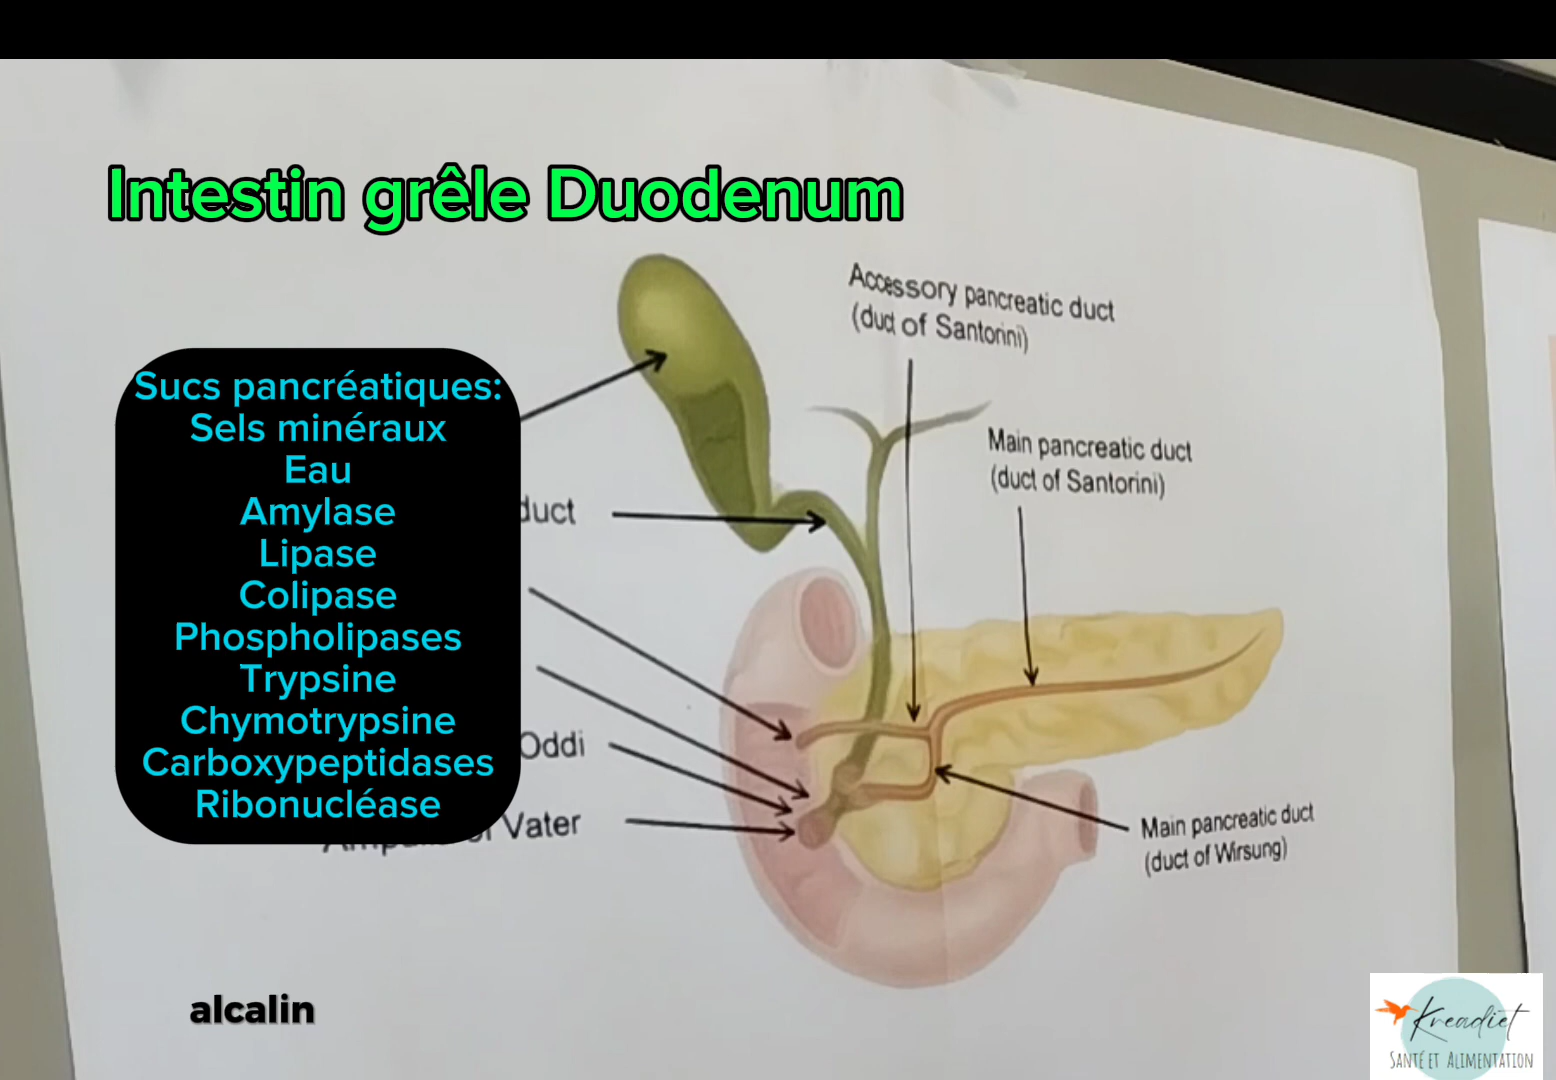 Intestin grêle Duodenum
Accessory pancreatic duct
(duct of Santorini)
Sucs pancréatiques:
Sels minéraux
Eau
Amylase
Lipase
Colipase
Phospholipases
Trypsine
Chymotrypsine
Carboxypeptidases
Ribonucléase
Main pancreatic duct
(duct of Santorini)
duct
Oddi
Vater
Main pancreatic duct
(duct of Wirsung)
alcalin
Kreadiet
SANTÉ ET ALIMENTATION